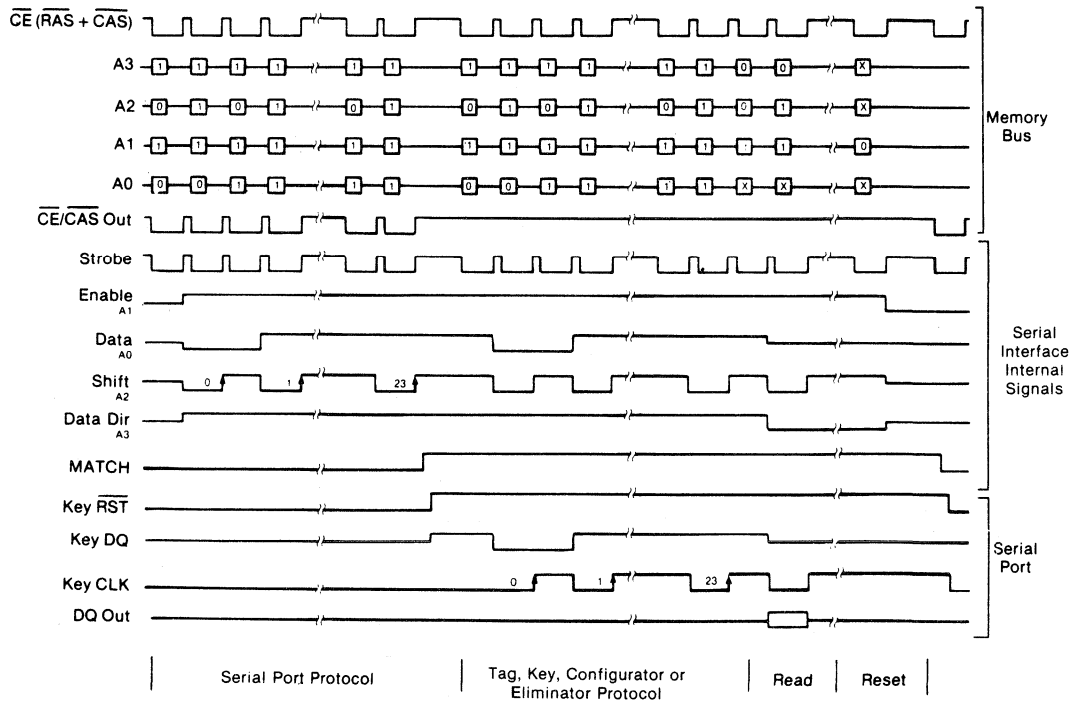 CE (RAS + CAS)
A3 1 1 1 1 1 1 1 1 1 1 1 1 0 0 X
A2 0 1 0 1 0 1 0 1 0 1 0 1 0 1 X
A1 1 1 1 1 1 1 1 1 1 1 1 1 1 1 0
A0 0 0 1 1 1 1 0 0 1 1 1 1 X X X
CE/CAS Out
Memory
Bus
Strobe
Enable
A1
Data
A0
Shift 0 1 23
A2
Data Dir
A3
MATCH
Serial
Interface
Internal
Signals
Key RST
Key DQ
Key CLK 0 1 23
DQ Out
Serial
Port
Serial Port Protocol
Tag, Key, Configurator or
Eliminator Protocol
Read
Reset